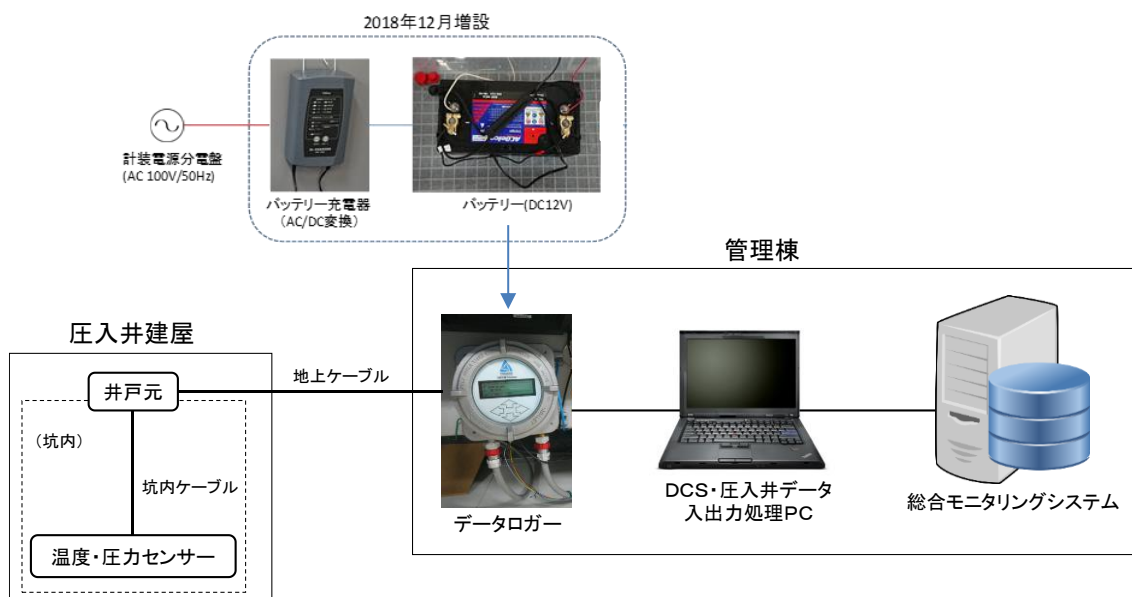 2018年12月増設
計装電源分電盤
(AC 100V/50Hz)
バッテリー充電器
(AC/DC変換)
バッテリー(DC12V)
ACDelco
管理棟
圧入井建屋
井戸元
地上ケーブル
(坑内)
坑内ケーブル
温度・圧力センサー
データロガー
DCS・圧入井データ
入出力処理PC
総合モニタリングシステム